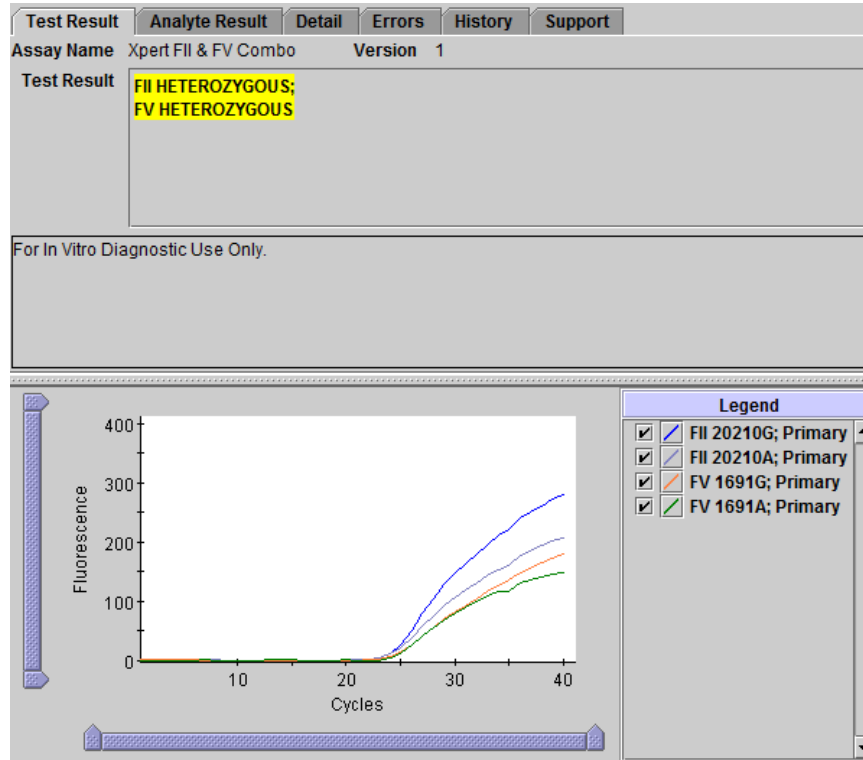 Test Result Analyte Result Detail Errors History Support
Assay Name Xpert FII & FV Combo Version 1
Test Result
FII HETEROZYGOUS;
FV HETEROZYGOUS
For In Vitro Diagnostic Use Only.
400
300
200
100
0
Fluorescence
10 20 30 40
Cycles
Legend
FII 20210G; Primary
FII 20210A; Primary
FV 1691G; Primary
FV 1691A; Primary